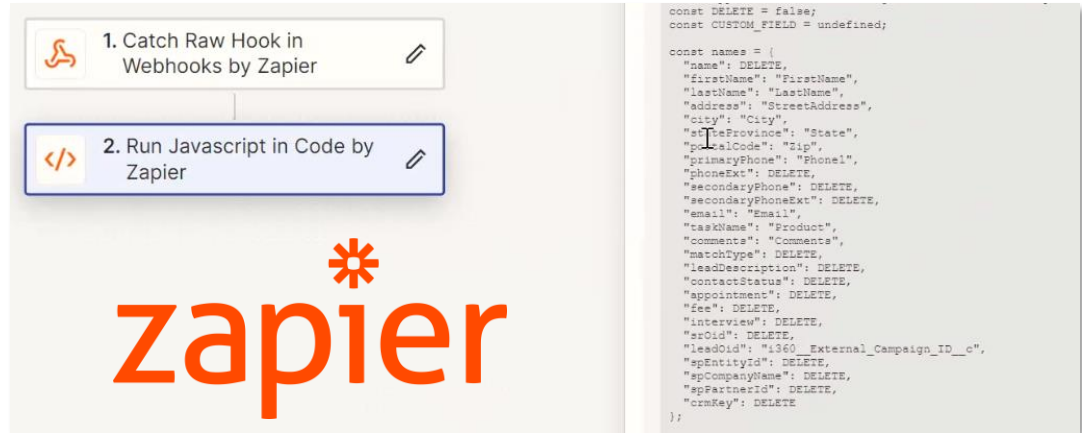 1. Catch Raw Hook in
Webhooks by Zapier
</>
2. Run Javascript in Code by
Zapier
zapier
const DELETE = false;
const CUSTOM_FIELD = undefined;
const names = {
"name": DELETE,
"firstName": "FirstName",
"lastName": "LastName",
"address": "StreetAddress",
"city": "City",
"stateProvince": "State",
"postalCode": "Zip",
"primaryPhone": "Phone1",
"phoneExt": DELETE,
"secondaryPhone": DELETE,
"secondaryPhoneExt": DELETE,
"email": "Email",
"taskName": "Product",
"comments": "Comments",
"matchType": DELETE,
"leadDescription": DELETE,
"contactStatus": DELETE,
"appointment": DELETE,
"fee": DELETE,
"interview": DELETE,
"srOid": DELETE,
"leadOid": "i360__External_Campaign_ID__c",
"spEntityId": DELETE,
"spCompanyName": DELETE,
"spPartnerId": DELETE,
"crmKey": DELETE
};